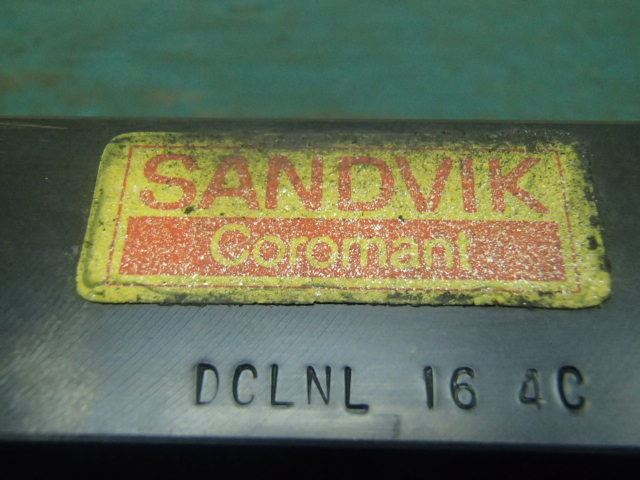 SANDVIK
Coromant
DCLNL 16 4C